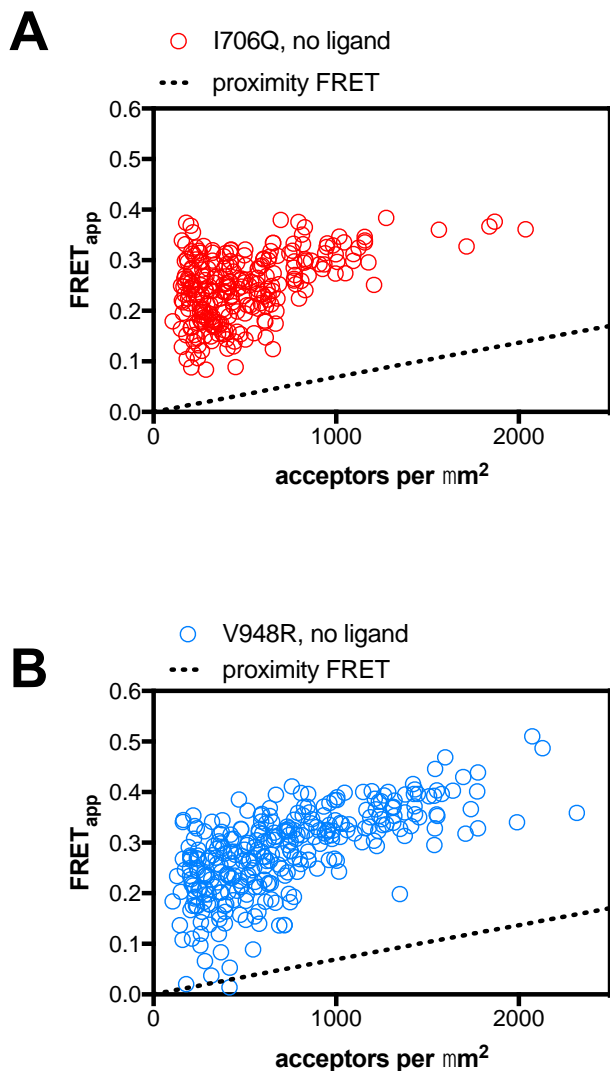 A
I706Q, no ligand
proximity FRET
0.6
0.5
0.4
0.3
0.2
0.1
0.0
FRETapp
0
1000
2000
acceptors per mm²
B
V948R, no ligand
proximity FRET
0.6
0.5
0.4
0.3
0.2
0.1
0.0
FRETapp
0
1000
2000
acceptors per mm²